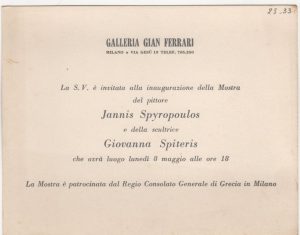 25.33
GALLERIA GIAN FERRARI
MILANO • VIA GESÙ 19 TELEF.
La S.V. è invitata alla inaugurazione della Mostra
del pittore
Jannis Spyropoulos
e della scultrice
Giovanna Spiteris
che avrà luogo lunedì 8 maggio alle ore 18
La Mostra è patrocinata dal Regio Consolato Generale di Grecia in Milano